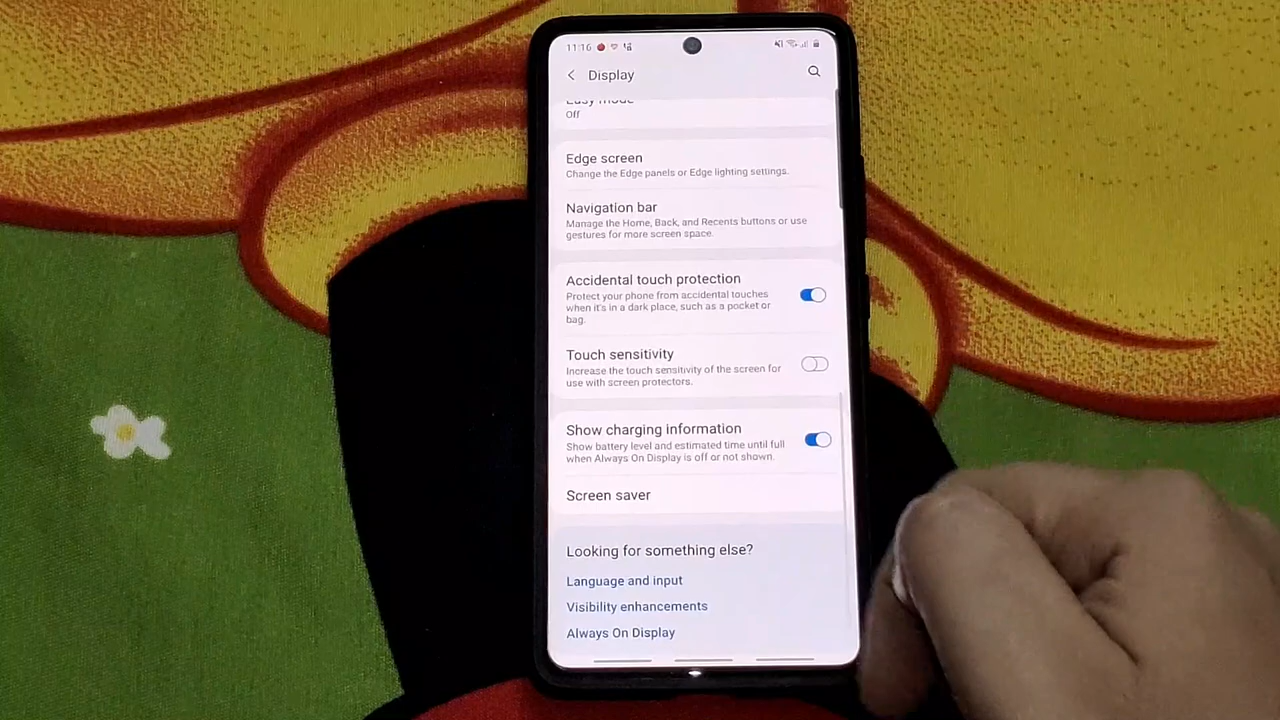 11:16
Display
Easy mode
Off
Edge screen
Change the Edge panels or Edge lighting settings.
Navigation bar
Manage the Home, Back, and Recents buttons or use
gestures for more screen space.
Accidental touch protection
Protect your phone from accidental touches
when it's in a dark place, such as a pocket or
bag.
Touch sensitivity
Increase the touch sensitivity of the screen for
use with screen protectors.
Show charging information
Show battery level and estimated time until full
when Always On Display is off or not shown.
Screen saver
Looking for something else?
Language and input
Visibility enhancements
Always On Display